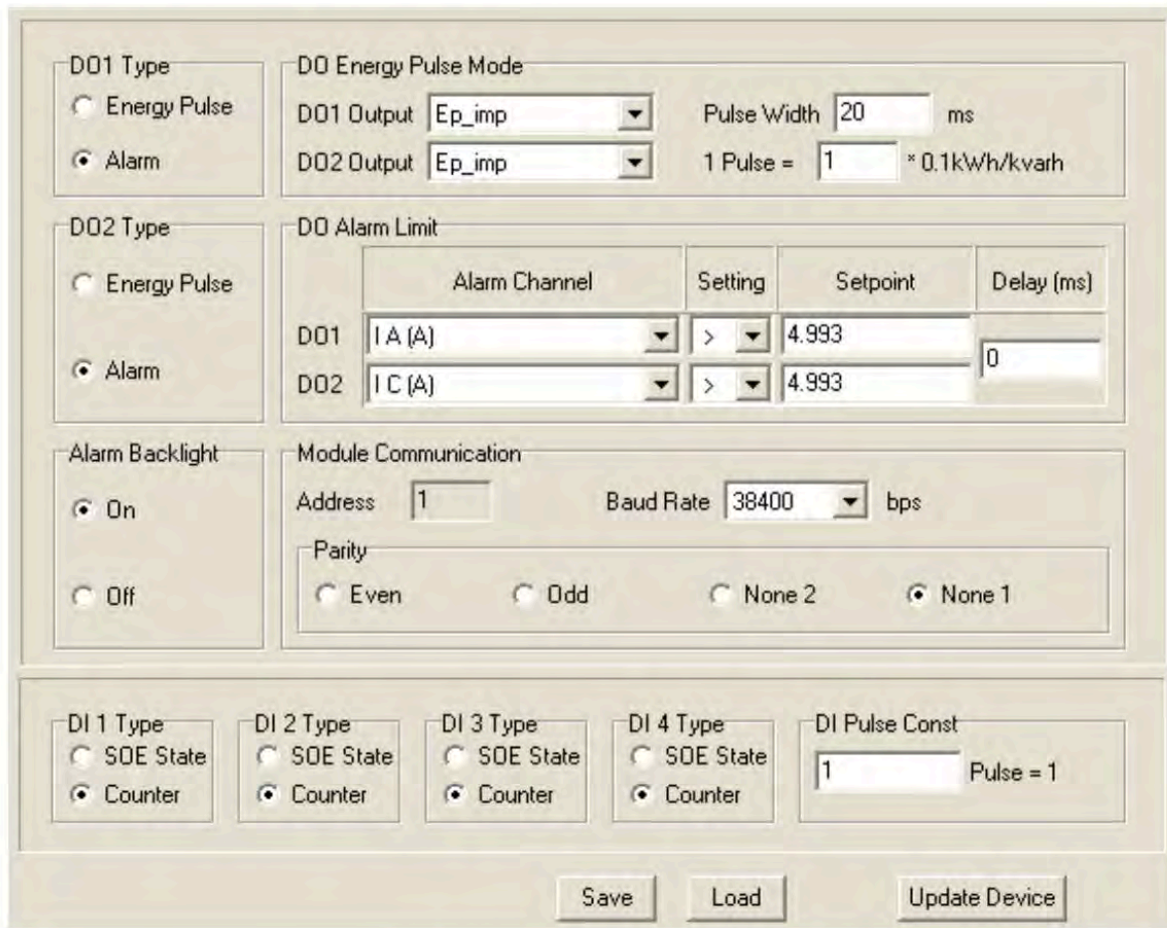 DO1 Type
Energy Pulse
Alarm
DO Energy Pulse Mode
DO1 Output Ep_imp Pulse Width 20 ms
DO2 Output Ep_imp 1 Pulse = 1 * 0.1kWh/kvarh
DO2 Type
Energy Pulse
Alarm
DO Alarm Limit
Alarm Channel Setting Setpoint Delay (ms)
DO1 I A (A) > 4.993 0
DO2 I C (A) > 4.993
Alarm Backlight
On
Off
Module Communication
Address 1 Baud Rate 38400 bps
Parity
Even Odd None 2 None 1
DI 1 Type
SOE State
Counter
DI 2 Type
SOE State
Counter
DI 3 Type
SOE State
Counter
DI 4 Type
SOE State
Counter
DI Pulse Const
1 Pulse = 1
Save Load Update Device